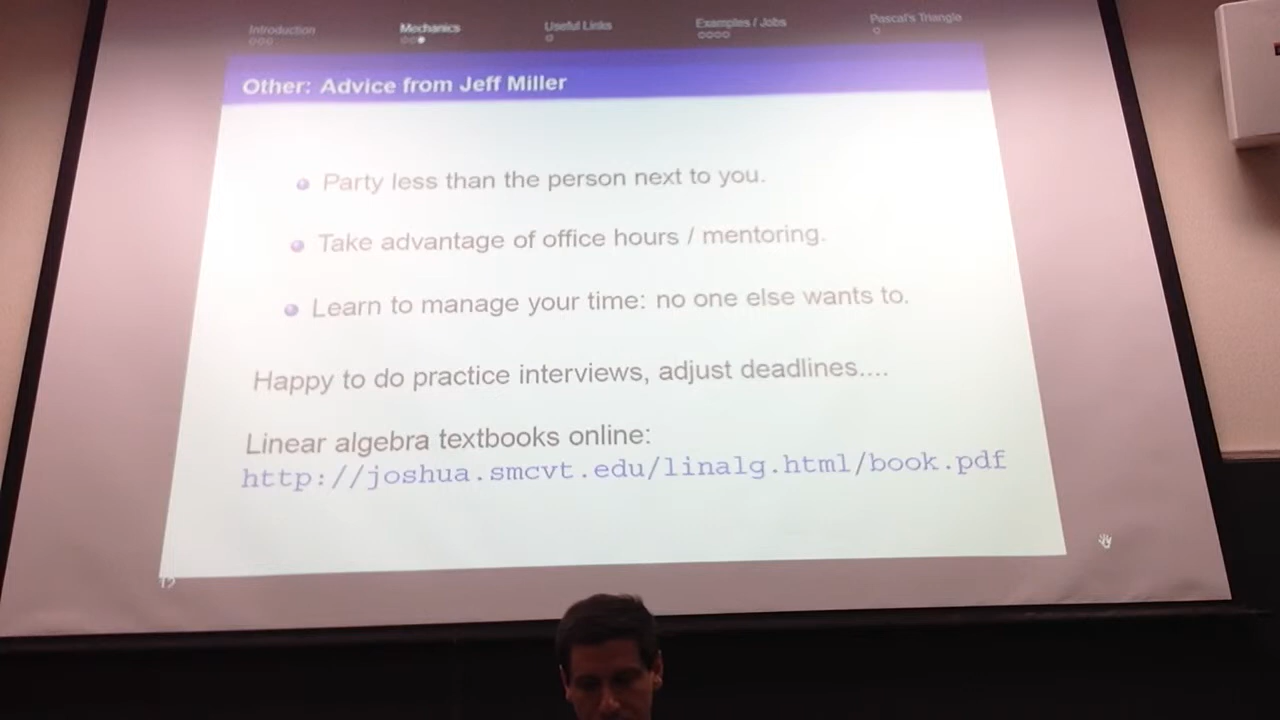 Introduction Mechanics Useful Links Examples / Jobs Pascal's Triangle
Other: Advice from Jeff Miller
Party less than the person next to you.
Take advantage of office hours / mentoring.
Learn to manage your time: no one else wants to.
Happy to do practice interviews, adjust deadlines....
Linear algebra textbooks online:
http://joshua.smcvt.edu/linalg.html/book.pdf